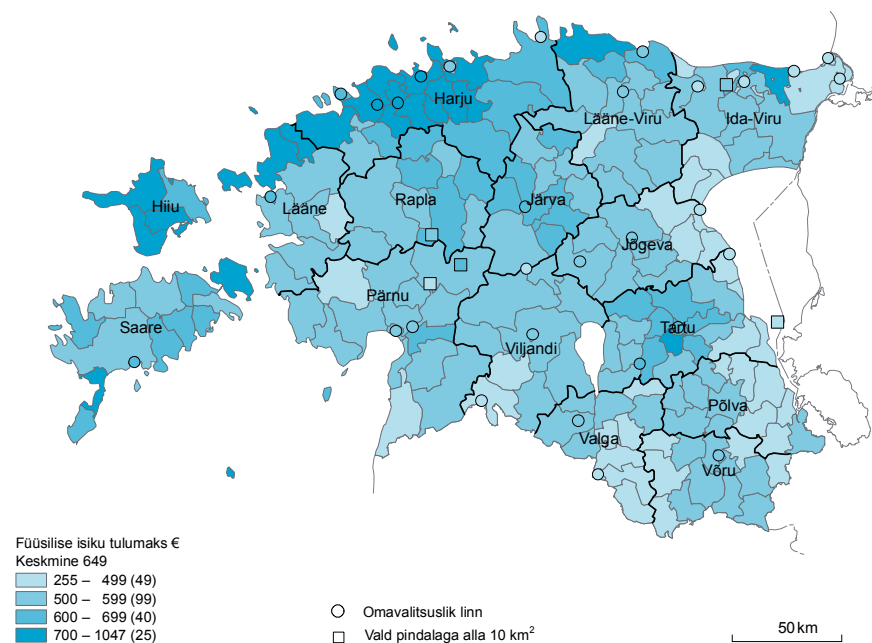 Harju
Lääne-Viru
Ida-Viru
Hiiu
Lääne
Rapla
Järva
Jõgeva
Saare
Pärnu
Viljandi
Tartu
Põlva
Valga
Võru
Füüsilise isiku tulumaks €
Keskmine 649
255 – 499 (49)
500 – 599 (99)
600 – 699 (40)
700 – 1047 (25)
Omavalitsuslik linn
Vald pindalaga alla 10 km²
50 km